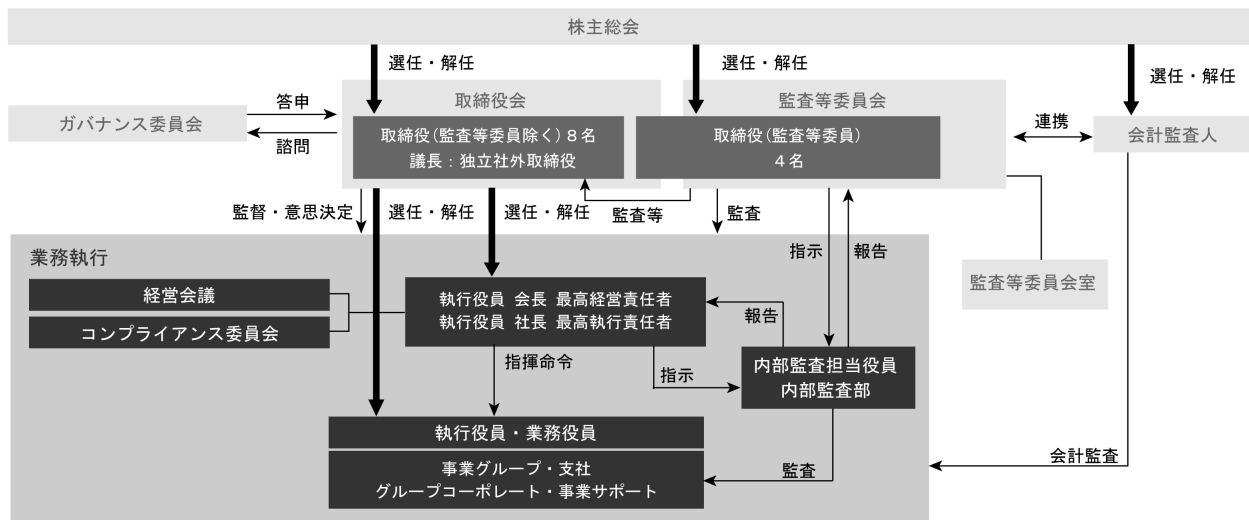 株主総会
選任・解任
選任・解任
選任・解任
取締役会
監査等委員会
ガバナンス委員会
答申
諮問
取締役(監査等委員除く)8名
議長:独立社外取締役
取締役(監査等委員)
4名
連携
会計監査人
監督・意思決定
選任・解任
選任・解任
監査等
監査
指示
報告
監査等委員会室
業務執行
経営会議
コンプライアンス委員会
執行役員 会長 最高経営責任者
執行役員 社長 最高執行責任者
報告
指揮命令
指示
内部監査担当役員
内部監査部
執行役員・業務役員
事業グループ・支社
グループコーポレート・事業サポート
監査
会計監査